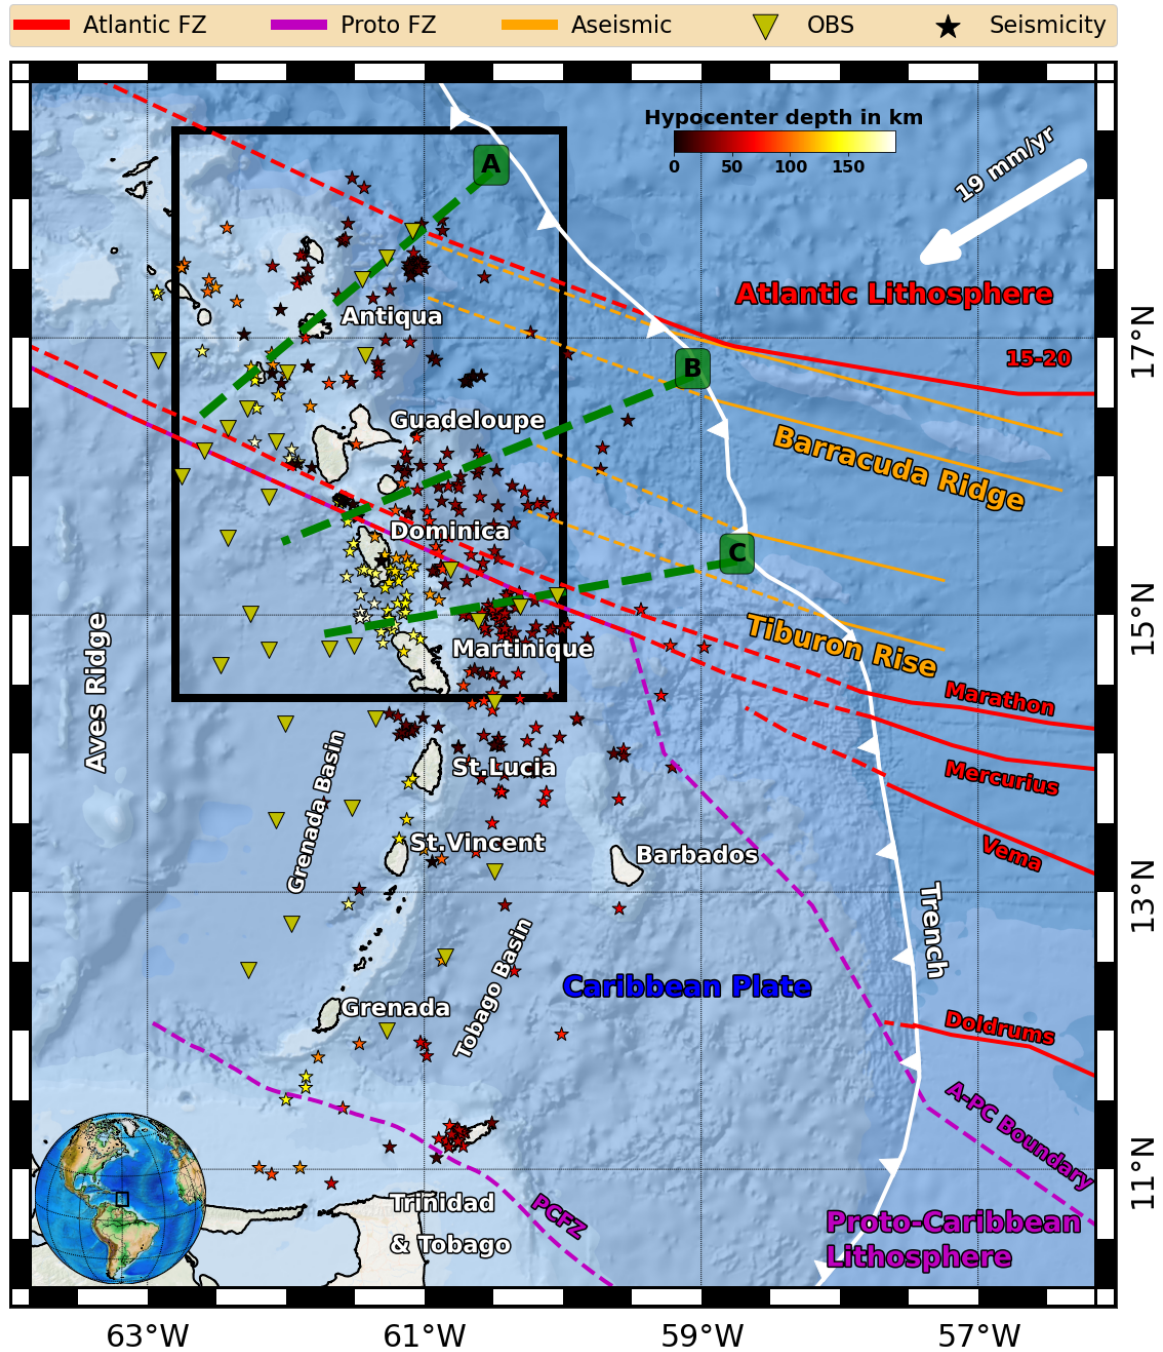 Atlantic FZ Proto FZ Aseismic OBS Seismicity
Hypocenter depth in km
0 50 100 150
19 mm/yr
A
Atlantic Lithosphere
Antiqua
17°N
15-20
B
Guadeloupe
Barracuda Ridge
Dominica
C
15°N
Tiburon Rise
Martinique
Aves Ridge
Marathon
Grenada Basin
St.Lucia
Mercurius
St.Vincent
Barbados
Vema
13°N
Trench
Tobago Basin
Caribbean Plate
Grenada
Doldrums
A-PC Boundary
11°N
Trinidad
& Tobago
PCFZ
Proto-Caribbean
Lithosphere
63°W 61°W 59°W 57°W